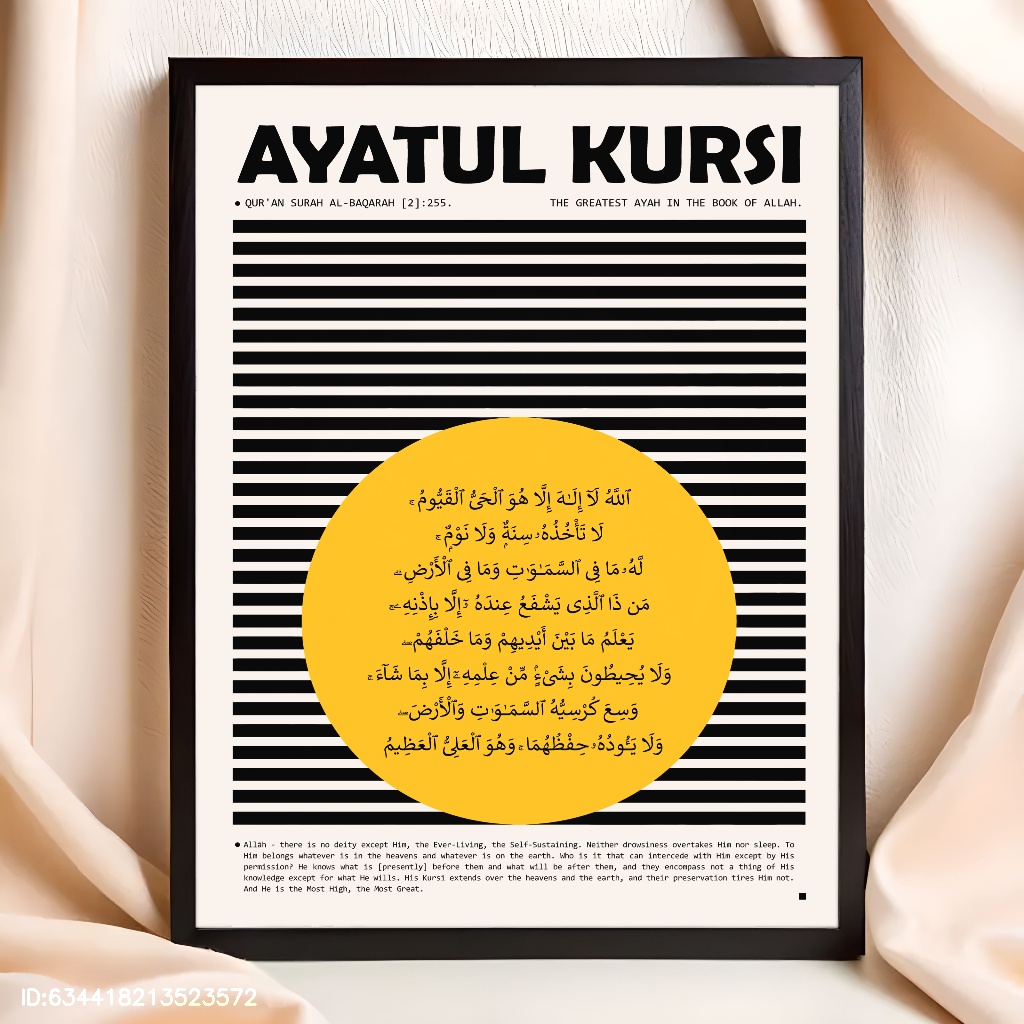 AYATUL KURSI
• QUR'AN SURAH AL-BAQARAH [2]:255. THE GREATEST AYAH IN THE BOOK OF ALLAH.
ٱللَّهُ لَآ إِلَـٰهَ إِلَّا هُوَ ٱلْحَىُّ ٱلْقَيُّومُ ۚ
لَا تَأْخُذُهُۥ سِنَةٌۭ وَلَا نَوْمٌۭ ۚ
لَّهُۥ مَا فِى ٱلسَّمَـٰوَٰتِ وَمَا فِى ٱلْأَرْضِ ۗ
مَن ذَا ٱلَّذِى يَشْفَعُ عِندَهُۥٓ إِلَّا بِإِذْنِهِۦ ۚ
يَعْلَمُ مَا بَيْنَ أَيْدِيهِمْ وَمَا خَلْفَهُمْ ۖ
وَلَا يُحِيطُونَ بِشَىْءٍۢ مِّنْ عِلْمِهِۦٓ إِلَّا بِمَا شَآءَ ۚ
وَسِعَ كُرْسِيُّهُ ٱلسَّمَـٰوَٰتِ وَٱلْأَرْضَ ۖ
وَلَا يَـُٔودُهُۥ حِفْظُهُمَا ۚ وَهُوَ ٱلْعَلِىُّ ٱلْعَظِيمُ
• Allāh - there is no deity except Him, the Ever-Living, the Self-Sustaining. Neither drowsiness overtakes Him nor sleep. To
Him belongs whatever is in the heavens and whatever is on the earth. Who is it that can intercede with Him except by His
permission? He knows what is [presently] before them and what will be after them, and they encompass not a thing of His
knowledge except for what He wills. His Kursi extends over the heavens and the earth, and their preservation tires Him not.
And He is the Most High, the Most Great.
ID:634418213523572